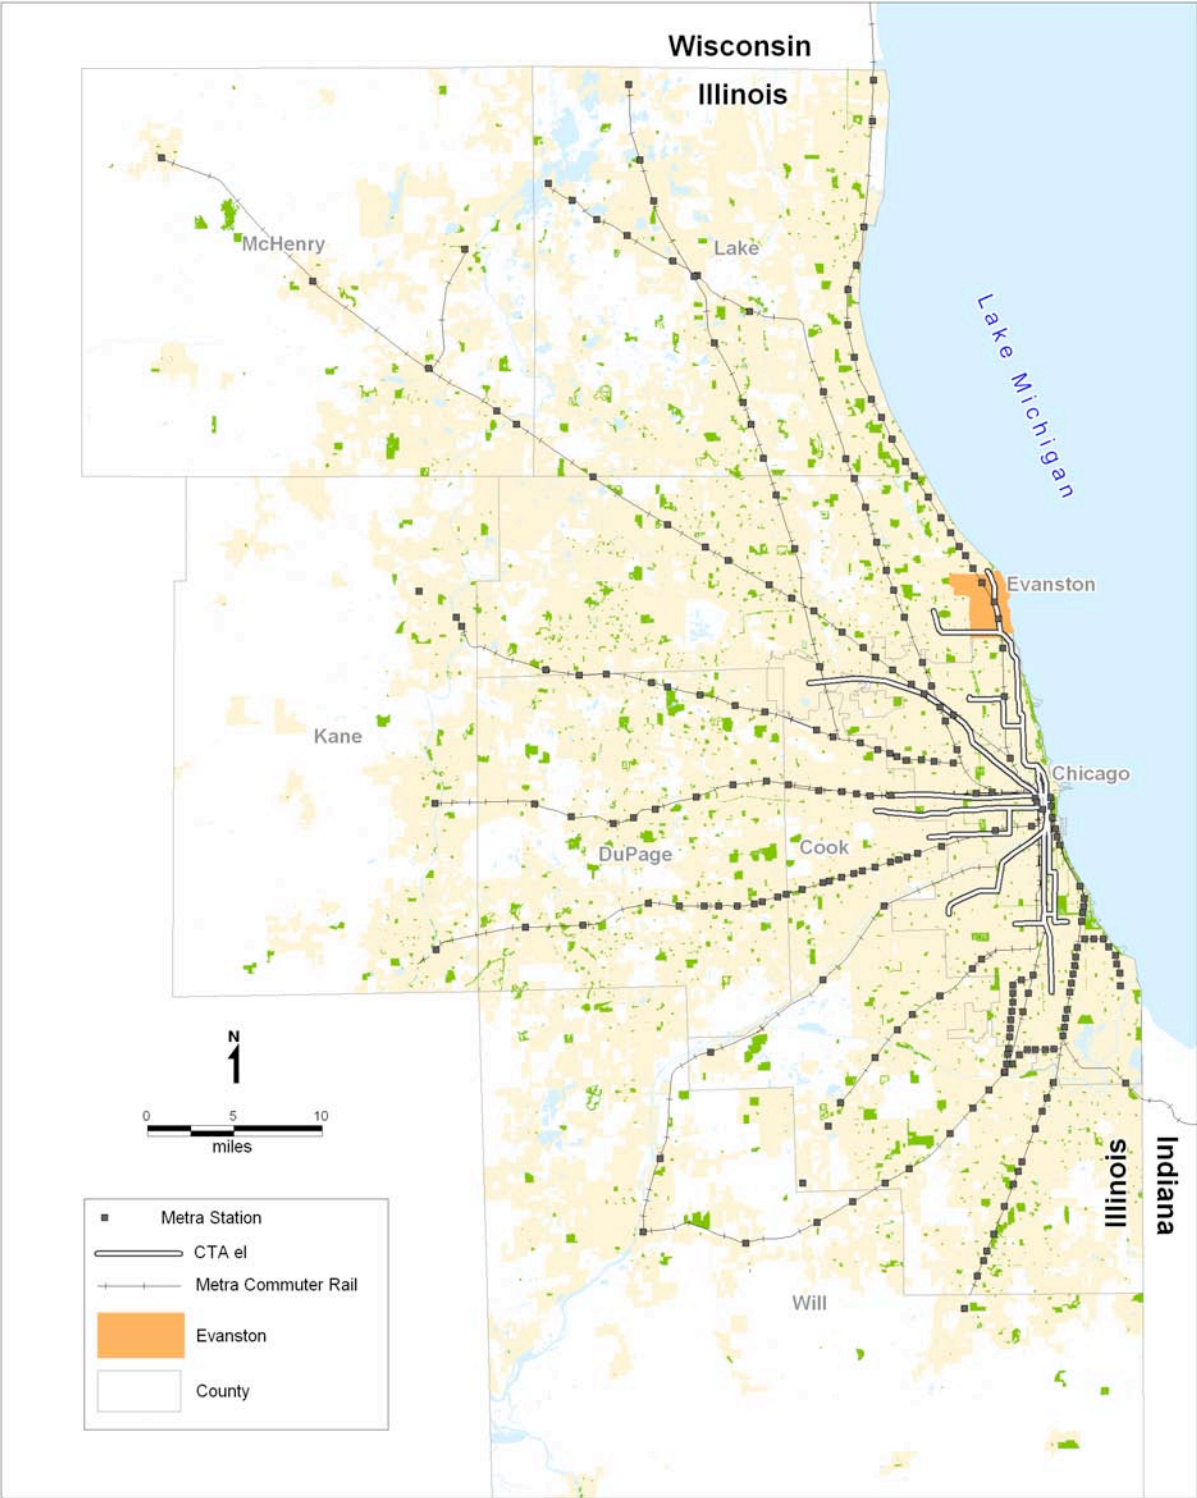 Wisconsin
Illinois
McHenry
Lake
Lake Michigan
Evanston
Kane
Chicago
DuPage
Cook
N
0 5 10
miles
Illinois
Indiana
Will
Metra Station
CTA el
Metra Commuter Rail
Evanston
County